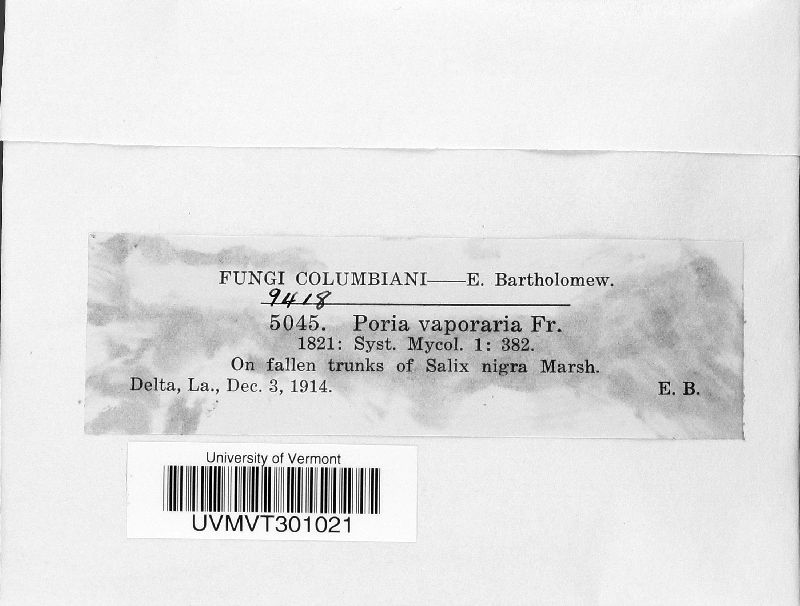 FUNGI COLUMBIANI——E. Bartholomew.
9418
5045. Poria vaporaria Fr.
1821: Syst. Mycol. 1: 382.
On fallen trunks of Salix nigra Marsh.
Delta, La., Dec. 3, 1914. E. B.
University of Vermont
UVMVT301021